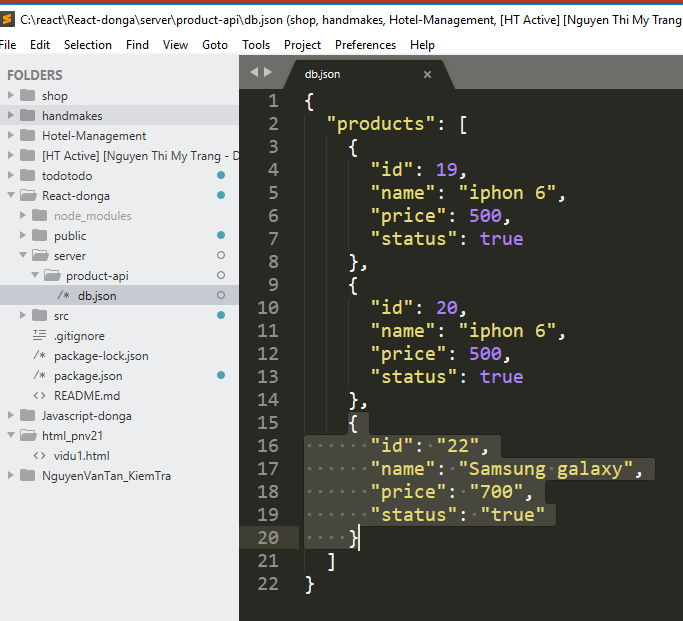 C:\react\React-donga\server\product-api\db.json (shop, handmakes, Hotel-Management, [HT Active] [Nguyen Thi My Trang
File Edit Selection Find View Goto Tools Project Preferences Help
FOLDERS
shop
handmakes
Hotel-Management
[HT Active] [Nguyen Thi My Trang - D
todotodo
React-donga
node_modules
public
server
product-api
/* db.json
src
.gitignore
/* package-lock.json
/* package.json
<> README.md
Javascript-donga
html_pnv21
<> vidu1.html
NguyenVanTan_KiemTra
db.json ×
1 {
2 "products": [
3 {
4 "id": 19,
5 "name": "iphon 6",
6 "price": 500,
7 "status": true
8 },
9 {
10 "id": 20,
11 "name": "iphon 6",
12 "price": 500,
13 "status": true
14 },
15 {
16 "id": "22",
17 "name": "Samsung galaxy",
18 "price": "700",
19 "status": "true"
20 }
21 ]
22 }